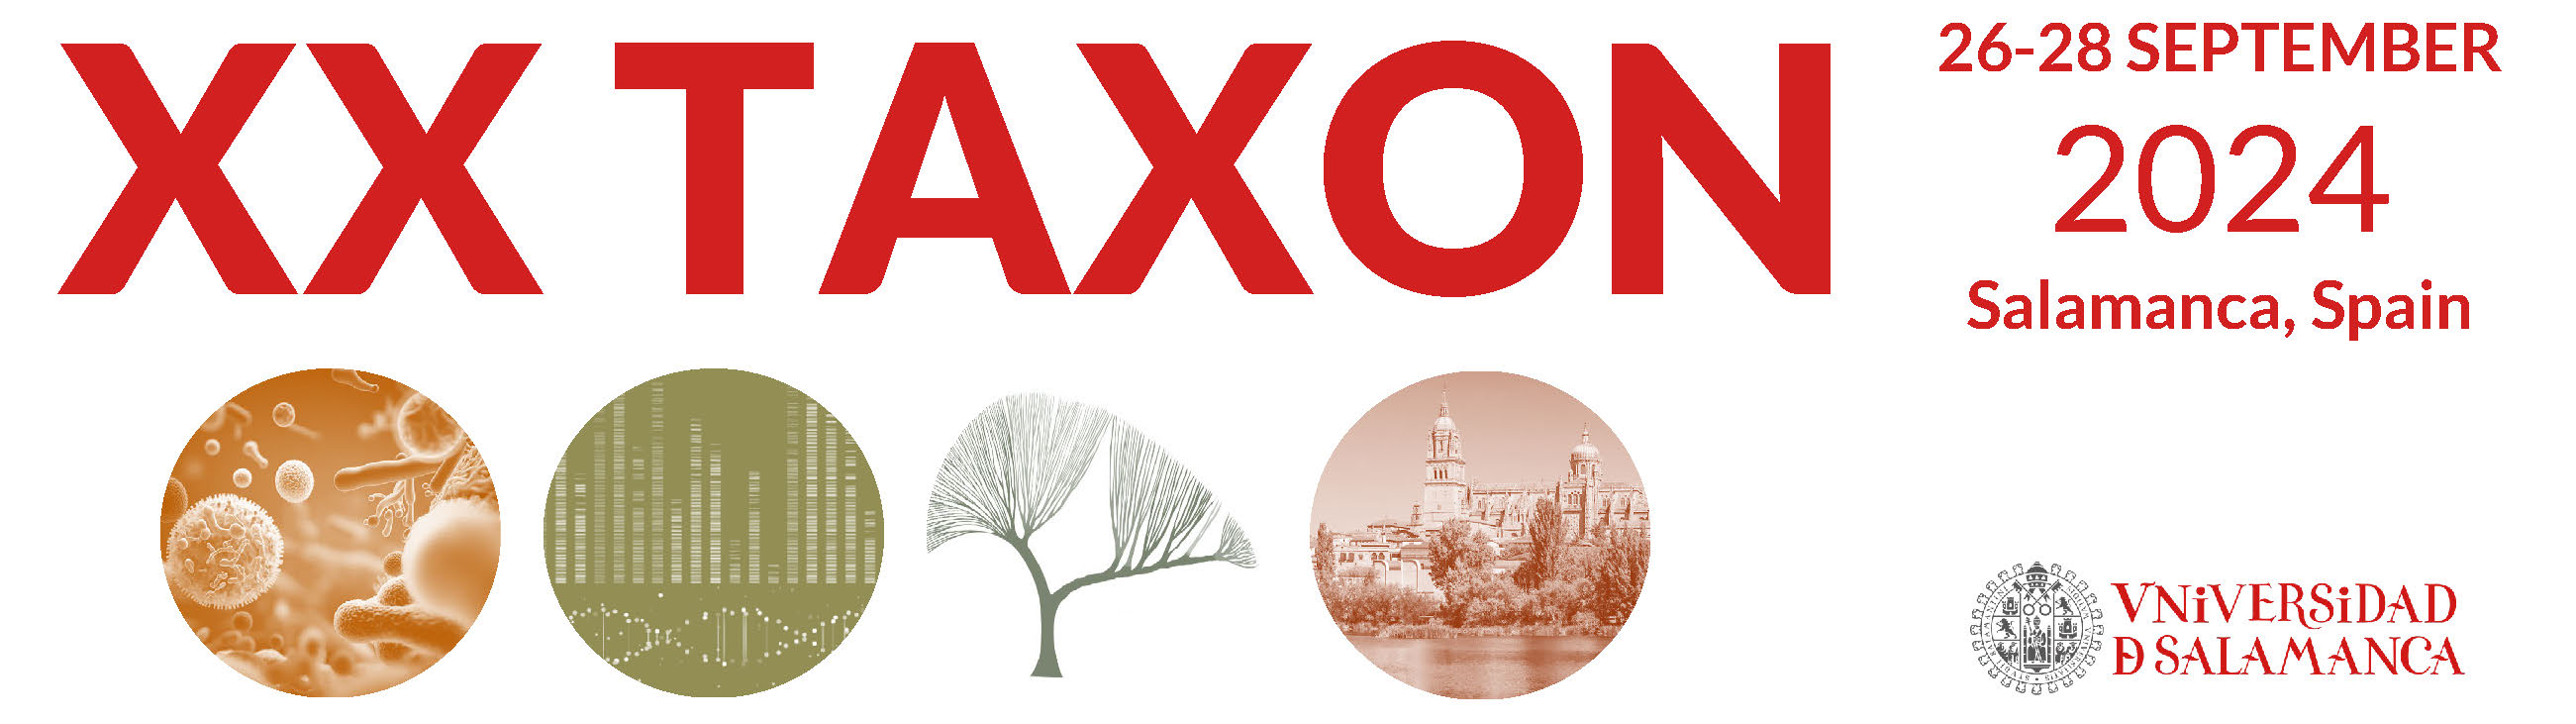 XX TAXON
26-28 SEPTEMBER
2024
Salamanca, Spain
VNiVERSiDAD
Ð SALAMANCA